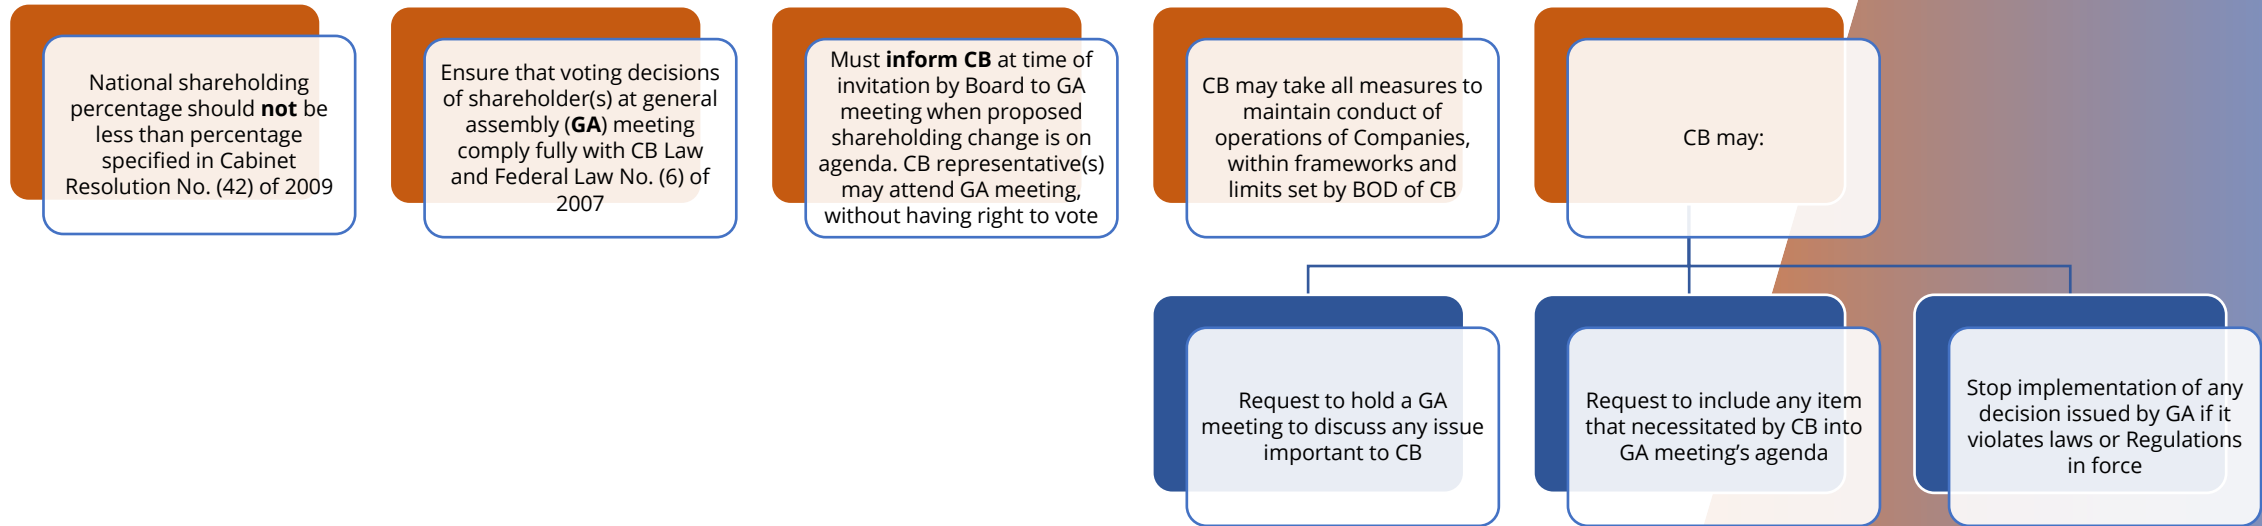 National shareholding
percentage should not be
less than percentage
specified in Cabinet
Resolution No. (42) of 2009
Ensure that voting decisions
of shareholder(s) at general
assembly (GA) meeting
comply fully with CB Law
and Federal Law No. (6) of
2007
Must inform CB at time of
invitation by Board to GA
meeting when proposed
shareholding change is on
agenda. CB representative(s)
may attend GA meeting,
without having right to vote
CB may take all measures to
maintain conduct of
operations of Companies,
within frameworks and
limits set by BOD of CB
CB may:
Request to hold a GA
meeting to discuss any issue
important to CB
Request to include any item
that necessitated by CB into
GA meeting’s agenda
Stop implementation of any
decision issued by GA if it
violates laws or Regulations
in force